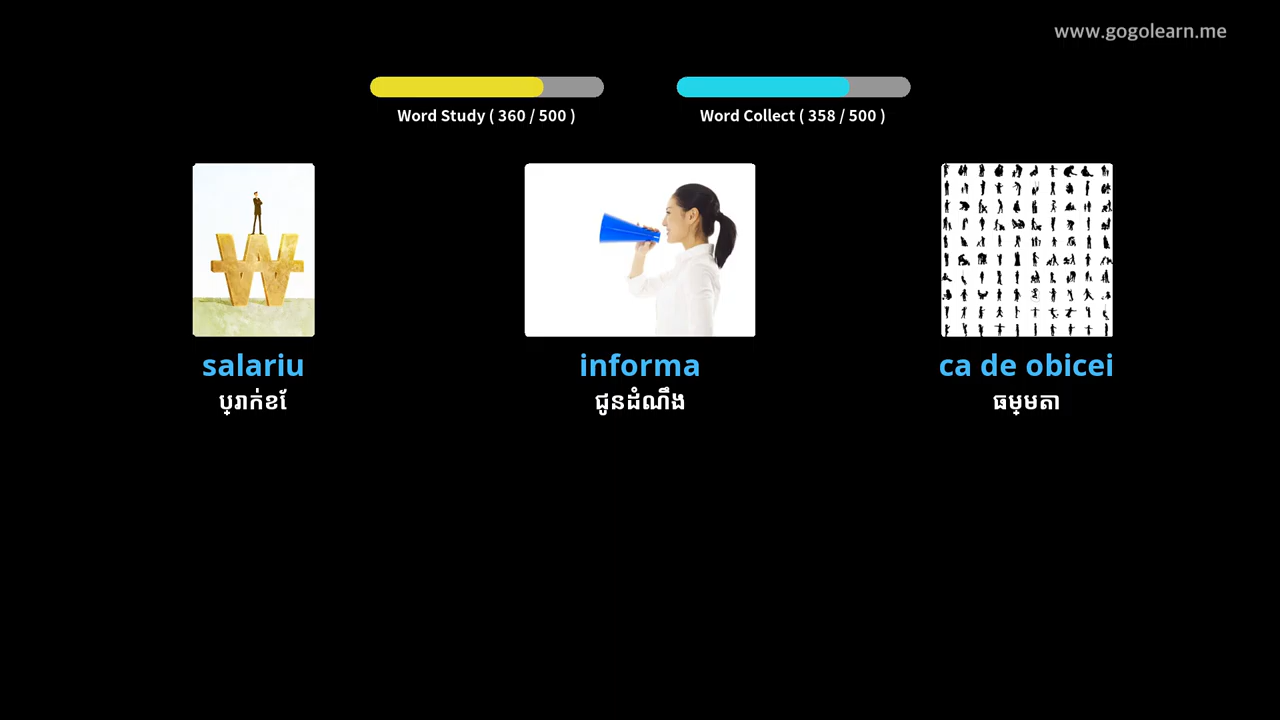 www.gogolearn.me
Word Study ( 360 / 500 )
Word Collect ( 358 / 500 )
salariu
ប្រាក់ខែ
informa
ជូនដំណឹង
ca de obicei
ធម្មតា